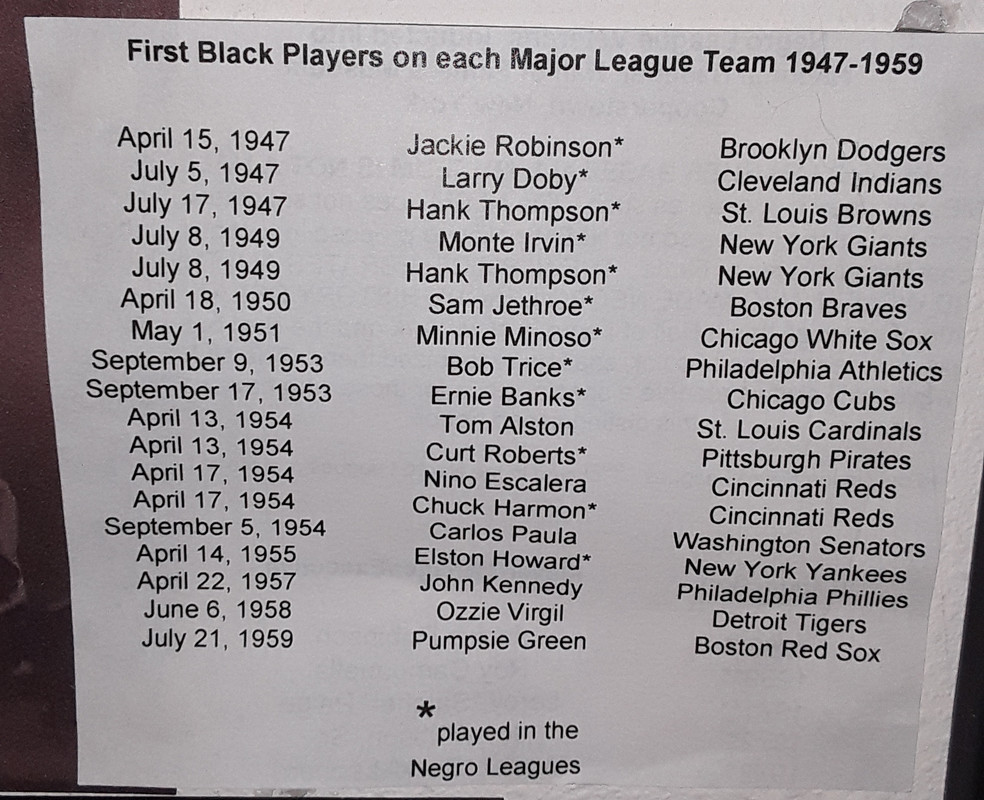 First Black Players on each Major League Team 1947-1959
April 15, 1947 Jackie Robinson* Brooklyn Dodgers
July 5, 1947 Larry Doby* Cleveland Indians
July 17, 1947 Hank Thompson* St. Louis Browns
July 8, 1949 Monte Irvin* New York Giants
July 8, 1949 Hank Thompson* New York Giants
April 18, 1950 Sam Jethroe* Boston Braves
May 1, 1951 Minnie Minoso* Chicago White Sox
September 9, 1953 Bob Trice* Philadelphia Athletics
September 17, 1953 Ernie Banks* Chicago Cubs
April 13, 1954 Tom Alston St. Louis Cardinals
April 13, 1954 Curt Roberts* Pittsburgh Pirates
April 17, 1954 Nino Escalera Cincinnati Reds
April 17, 1954 Chuck Harmon* Cincinnati Reds
September 5, 1954 Carlos Paula Washington Senators
April 14, 1955 Elston Howard* New York Yankees
April 22, 1957 John Kennedy Philadelphia Phillies
June 6, 1958 Ozzie Virgil Detroit Tigers
July 21, 1959 Pumpsie Green Boston Red Sox
*
played in the
Negro Leagues